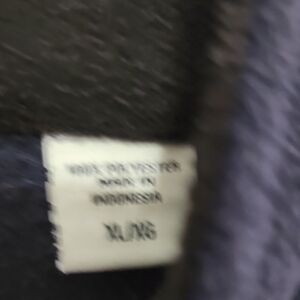 100% POLYESTER
MADE IN
INDONESIA
XL/XG